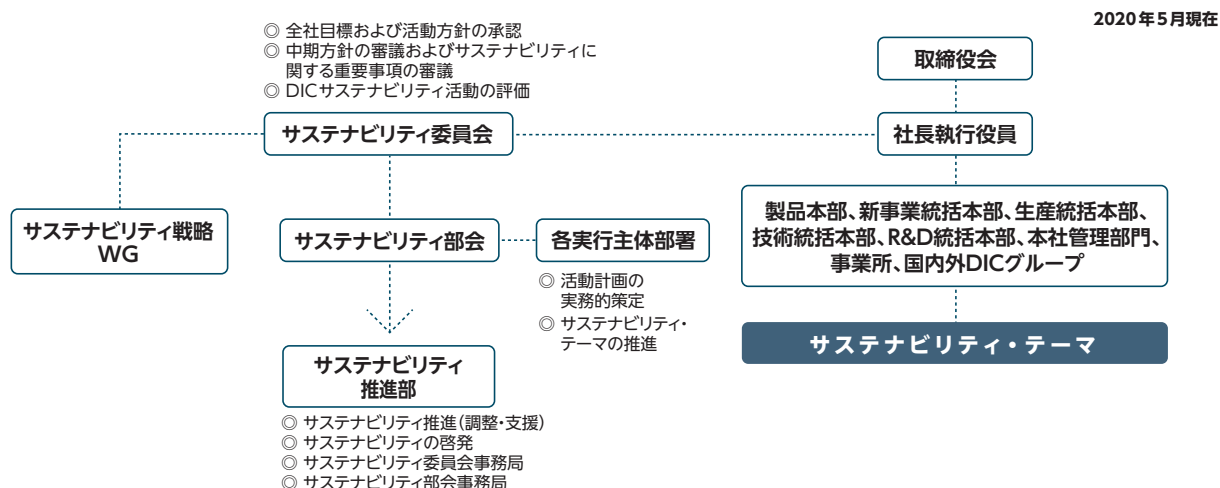 2020年5月現在
◎ 全社目標および活動方針の承認
◎ 中期方針の審議およびサステナビリティに
関する重要事項の審議
◎ DICサステナビリティ活動の評価
取締役会
サステナビリティ委員会
社長執行役員
サステナビリティ戦略
WG
サステナビリティ部会
各実行主体部署
◎ 活動計画の
実務的策定
◎ サステナビリティ・
テーマの推進
製品本部、新事業統括本部、生産統括本部、
技術統括本部、R&D統括本部、本社管理部門、
事業所、国内外DICグループ
サステナビリティ・テーマ
サステナビリティ
推進部
◎ サステナビリティ推進(調整・支援)
◎ サステナビリティの啓発
◎ サステナビリティ委員会事務局
◎ サステナビリティ部会事務局